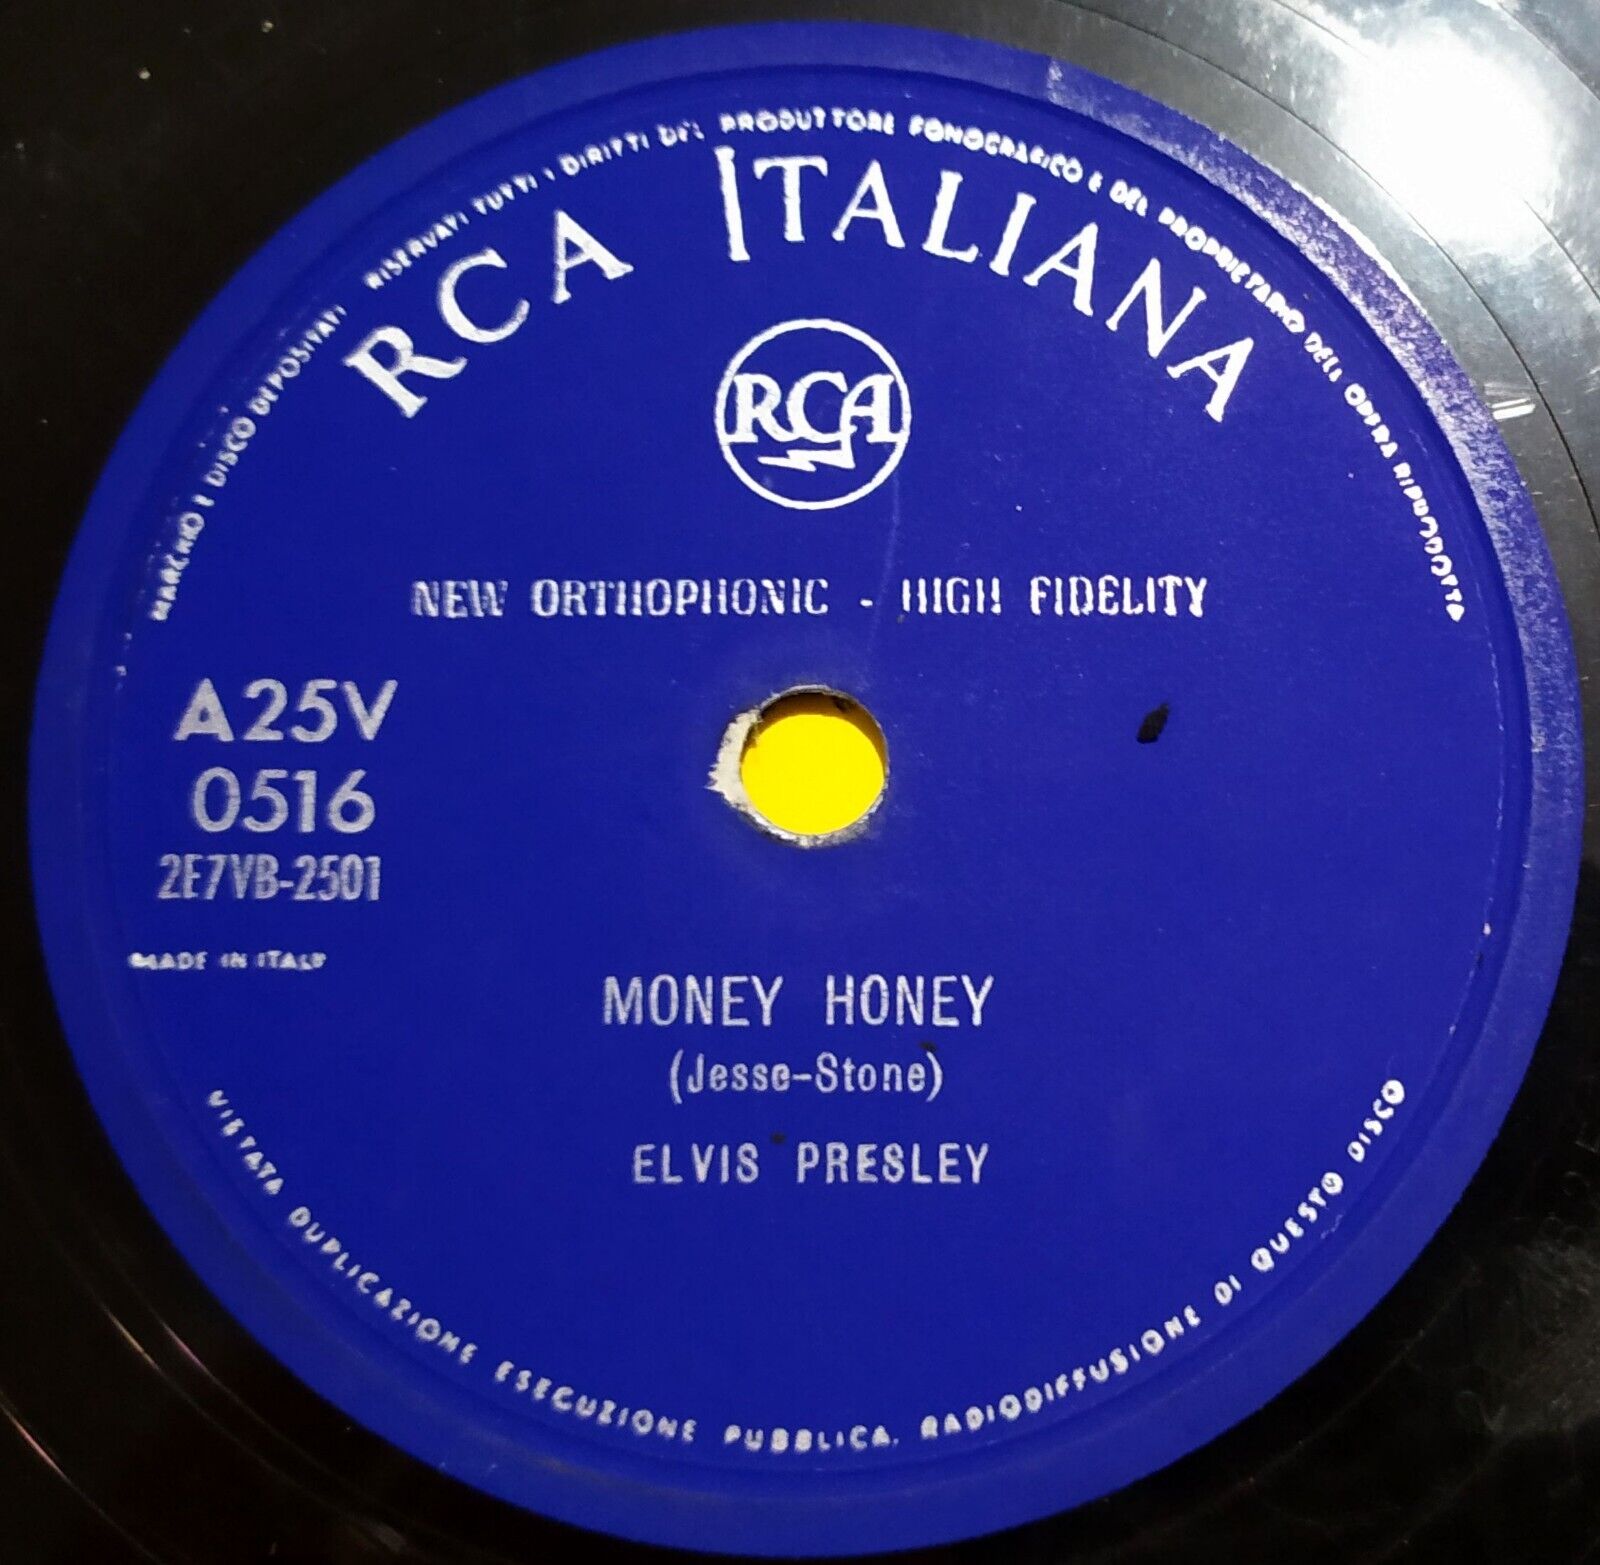 MARCHIO E DISCO DEPOSITATI RISERVATI TUTTI I DIRITTI DEL PRODUTTORE FONOGRAFICO E DEL PROPRIETARIO DELL'OPERA RIPRODOTTA
RCA ITALIANA
RCA
NEW ORTHOPHONIC - HIGH FIDELITY
A25V
0516
2E7VB-2501
MADE IN ITALY
MONEY HONEY
(Jesse-Stone)
ELVIS PRESLEY
VIETATA DUPLICAZIONE ESECUZIONE PUBBLICA. RADIODIFFUSIONE DI QUESTO DISCO